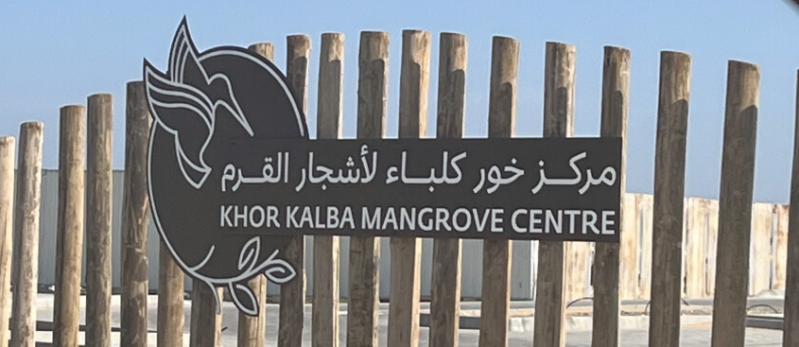 مركز خور كلباء لأشجار القرم
KHOR KALBA MANGROVE CENTRE